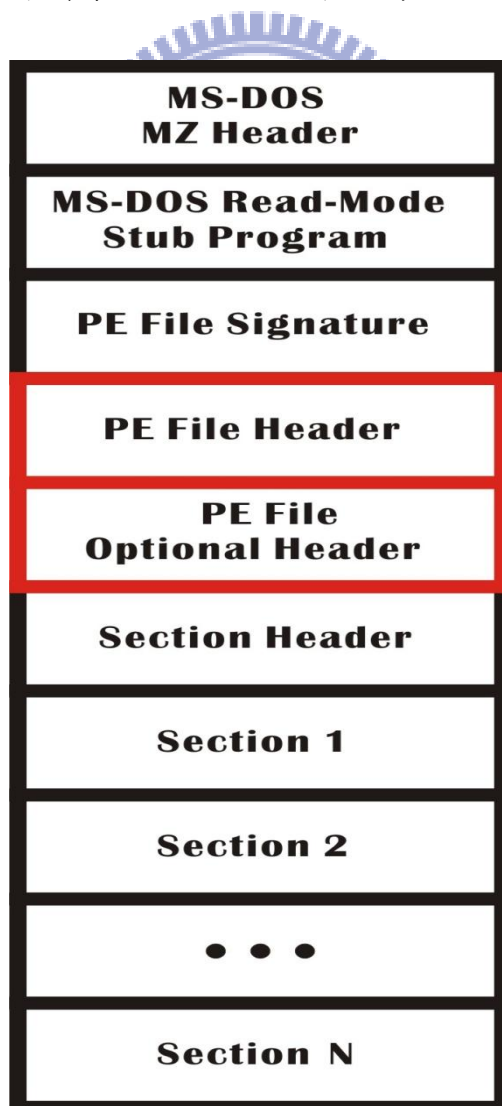 MS-DOS
MZ Header
MS-DOS Read-Mode
Stub Program
PE File Signature
PE File Header
PE File
Optional Header
Section Header
Section 1
Section 2
• • •
Section N